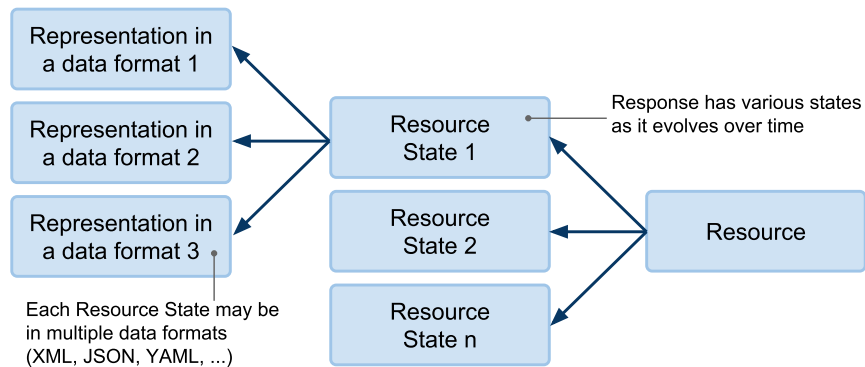 Representation in
a data format 1
Representation in
a data format 2
Representation in
a data format 3
Each Resource State may be
in multiple data formats
(XML, JSON, YAML, ...)
Resource
State 1
Resource
State 2
Resource
State n
Response has various states
as it evolves over time
Resource